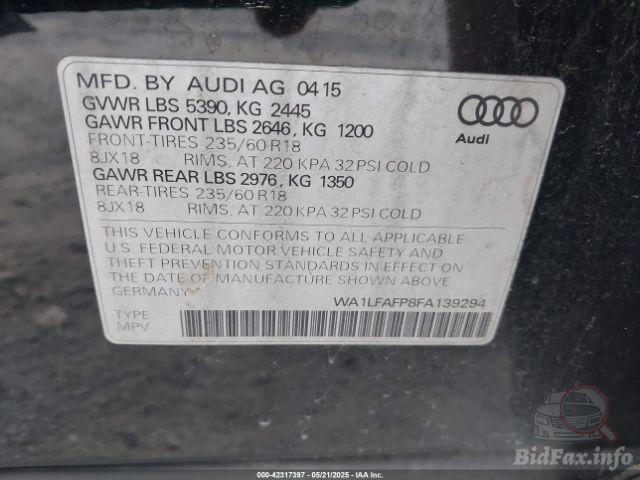 MFD. BY AUDI AG 04 15
GVWR LBS 5390, KG 2445
GAWR FRONT LBS 2646, KG 1200
FRONT-TIRES 235/60 R18
8JX18 RIMS, AT 220 KPA 32 PSI COLD
GAWR REAR LBS 2976, KG 1350
REAR-TIRES 235/60 R18
8JX18 RIMS, AT 220 KPA 32 PSI COLD
Audi
THIS VEHICLE CONFORMS TO ALL APPLICABLE
U.S. FEDERAL MOTOR VEHICLE SAFETY AND
THEFT PREVENTION STANDARDS IN EFFECT ON
THE DATE OF MANUFACTURE SHOWN ABOVE
GERMANY
WA1LFAFP8FA139294
TYPE
MPV
BidFax.info
000-42317397 - 05/21/2025 - IAA Inc.